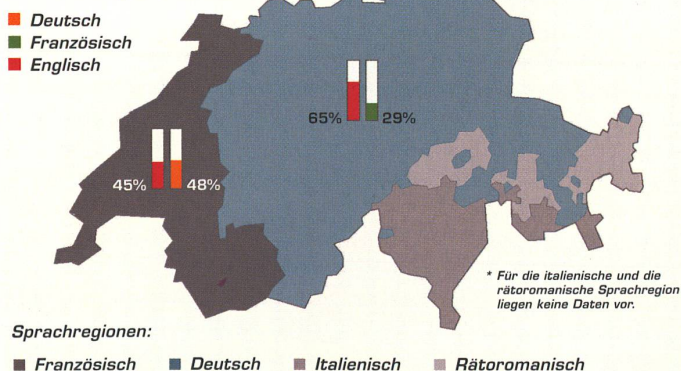 Deutsch
Französisch
Englisch
65% 29%
45% 48%
* Für die italienische und die
rätoromanische Sprachregion
liegen keine Daten vor.
Sprachregionen:
Französisch Deutsch Italienisch Rätoromanisch